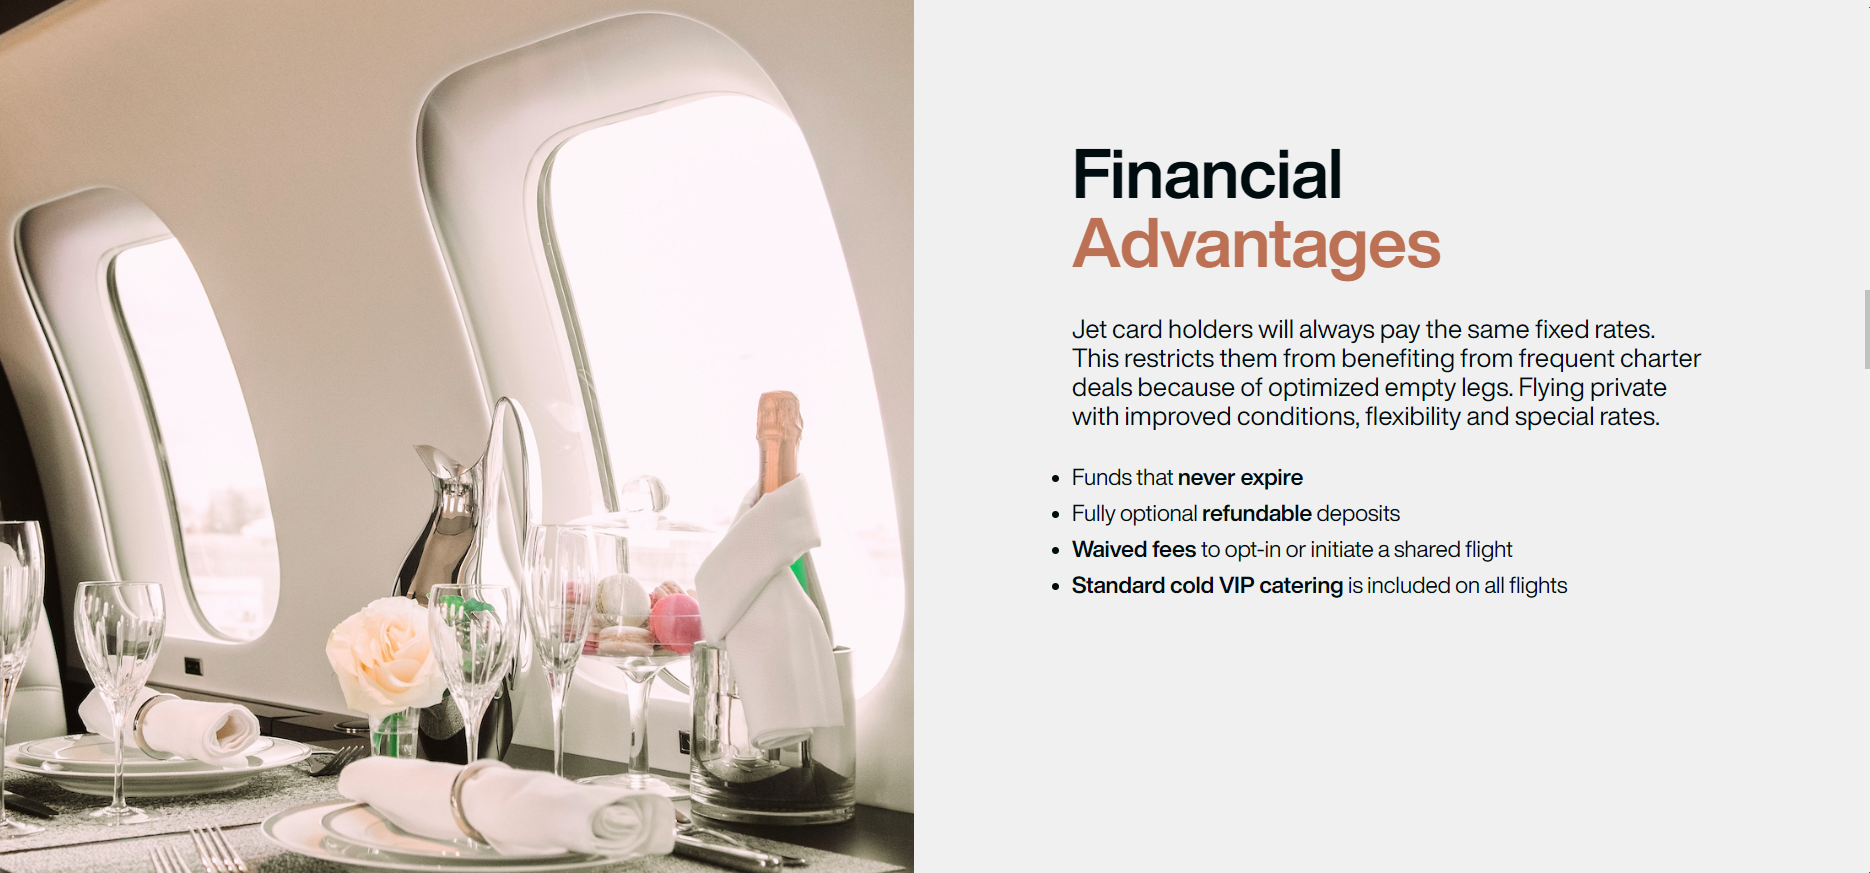 Financial
Advantages
Jet card holders will always pay the same fixed rates.
This restricts them from benefiting from frequent charter
deals because of optimized empty legs. Flying private
with improved conditions, flexibility and special rates.
• Funds that never expire
• Fully optional refundable deposits
• Waived fees to opt-in or initiate a shared flight
• Standard cold VIP catering is included on all flights